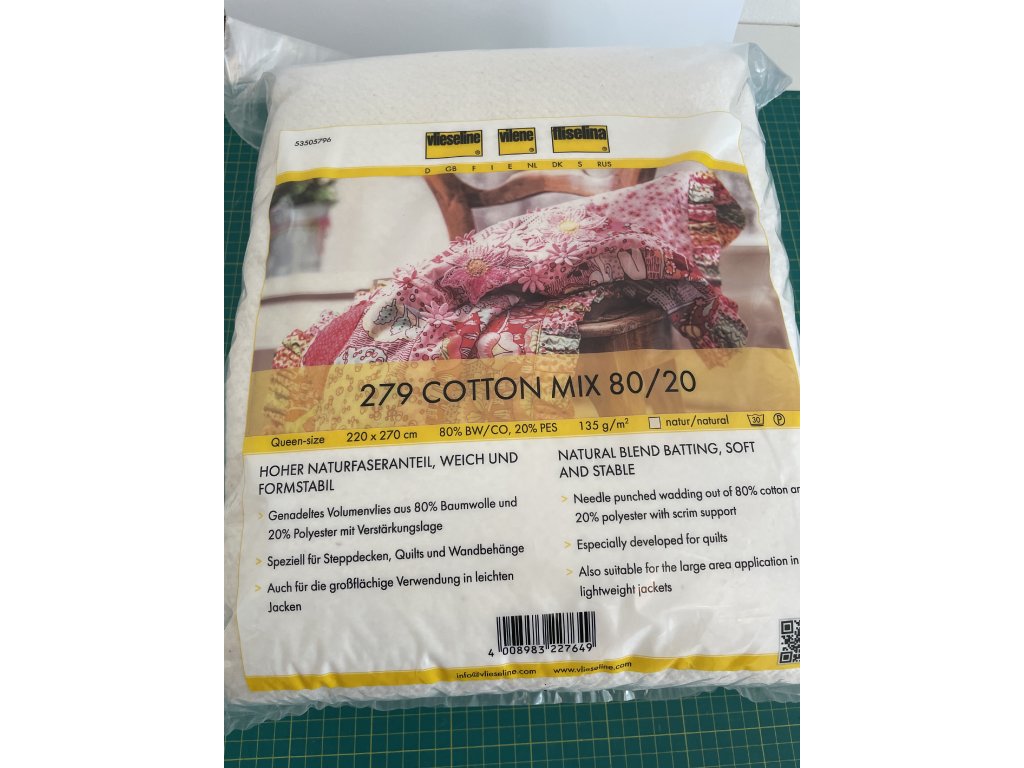 53505796
vlieseline
vilene
fliselina
D GB F I E NL DK S RUS
279 COTTON MIX 80/20
Queen-size 220 x 270 cm 80% BW/CO, 20% PES 135 g/m² natur/natural 30 P
HOHER NATURFASERANTEIL, WEICH UND
FORMSTABIL
> Genadeltes Volumenvlies aus 80% Baumwolle und
20% Polyester mit Verstärkungslage
> Speziell für Steppdecken, Quilts und Wandbehänge
> Auch für die großflächige Verwendung in leichten
Jacken
NATURAL BLEND BATTING, SOFT
AND STABLE
> Needle punched wadding out of 80% cotton an
20% polyester with scrim support
> Especially developed for quilts
> Also suitable for the large area application in
lightweight jackets
4 008983 227649
info@vlieseline.com www.vlieseline.com